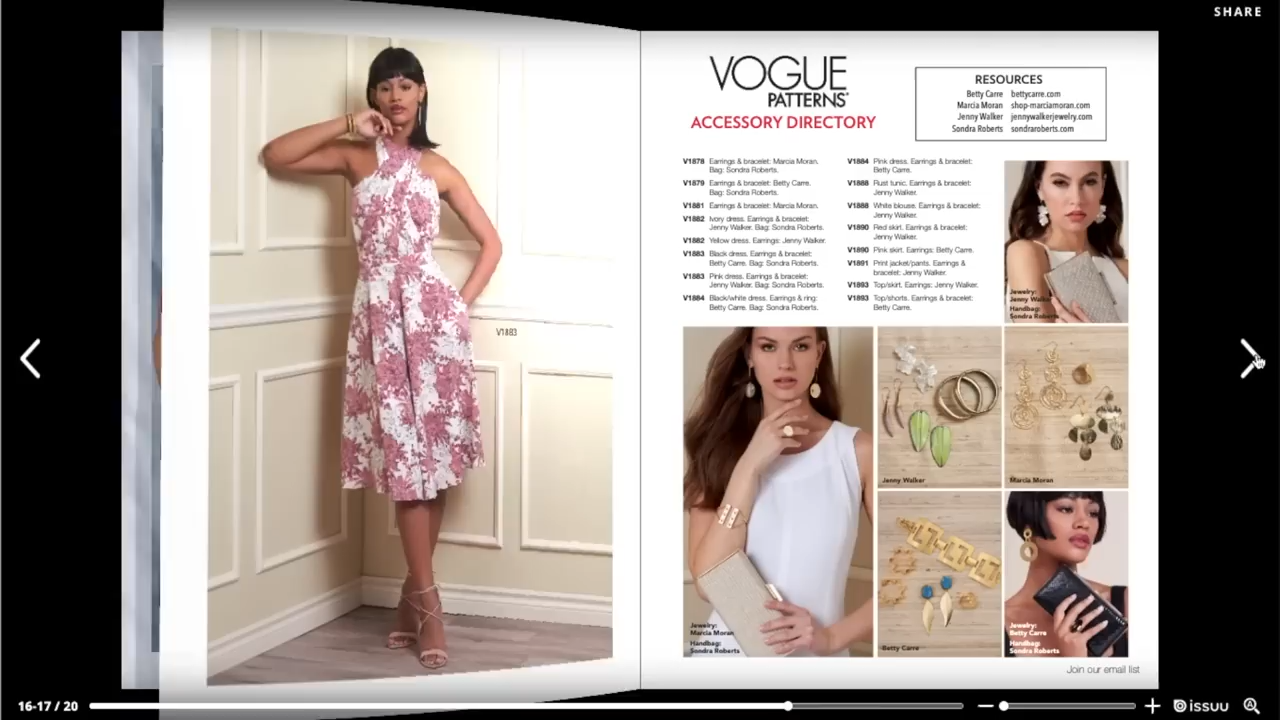 SHARE
V1883
VOGUE
PATTERNS®
ACCESSORY DIRECTORY
RESOURCES
Betty Carre bettycarre.com
Marcia Moran shop-marciamoran.com
Jenny Walker jennywalkerjewelry.com
Sondra Roberts sondraroberts.com
V1878 Earrings & bracelet: Marcia Moran.
Bag: Sondra Roberts.
V1879 Earrings & bracelet: Betty Carre.
Bag: Sondra Roberts.
V1881 Earrings & bracelet: Marcia Moran.
V1882 Ivory dress. Earrings & bracelet:
Jenny Walker. Bag: Sondra Roberts.
V1882 Yellow dress. Earrings: Jenny Walker.
V1883 Black dress. Earrings & bracelet:
Betty Carre. Bag: Sondra Roberts.
V1883 Pink dress. Earrings & bracelet:
Jenny Walker. Bag: Sondra Roberts.
V1884 Black/white dress. Earrings & ring:
Betty Carre. Bag: Sondra Roberts.
V1884 Pink dress. Earrings & bracelet:
Betty Carre.
V1888 Rust tunic. Earrings & bracelet:
Jenny Walker.
V1888 White blouse. Earrings & bracelet:
Jenny Walker.
V1890 Red skirt. Earrings & bracelet:
Jenny Walker.
V1890 Pink skirt. Earrings: Betty Carre.
V1891 Print jacket/pants. Earrings &
bracelet: Jenny Walker.
V1893 Top/skirt. Earrings: Jenny Walker.
V1893 Top/shorts. Earrings & bracelet:
Betty Carre.
Jewelry:
Jenny Walker
Handbag:
Sondra Roberts
Jewelry:
Marcia Moran
Handbag:
Sondra Roberts
Jenny Walker
Marcia Moran
Betty Carre
Jewelry:
Betty Carre
Handbag:
Sondra Roberts
Join our email list
16-17 / 20
issuu